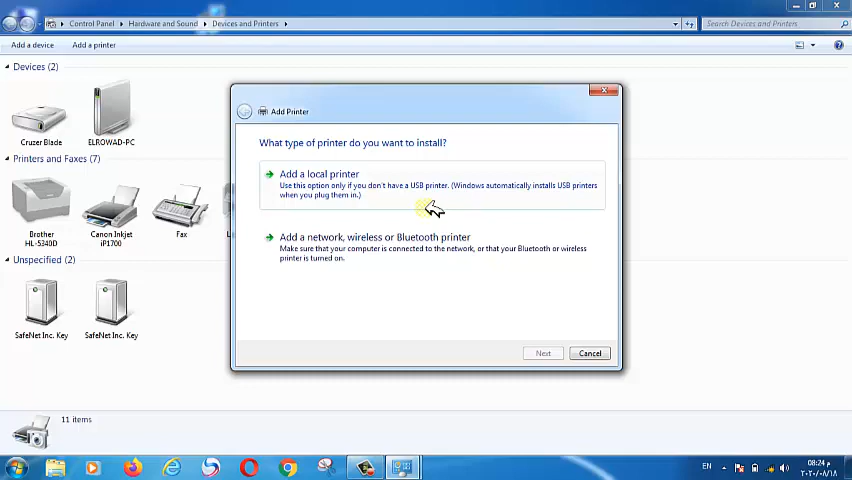 Control Panel
Hardware and Sound
Devices and Printers
Search Devices and Printers
Add a device
Add a printer
Devices (2)
Cruzer Blade
ELROWAD-PC
Printers and Faxes (7)
Brother
HL-5340D
Canon Inkjet
iP1700
Fax
Unspecified (2)
SafeNet Inc. Key
SafeNet Inc. Key
Add Printer
What type of printer do you want to install?
Add a local printer
Use this option only if you don't have a USB printer. (Windows automatically installs USB printers
when you plug them in.)
Add a network, wireless or Bluetooth printer
Make sure that your computer is connected to the network, or that your Bluetooth or wireless
printer is turned on.
Next
Cancel
11 items
EN
08:24 م
٢٠٢٠/٠٨/١٨